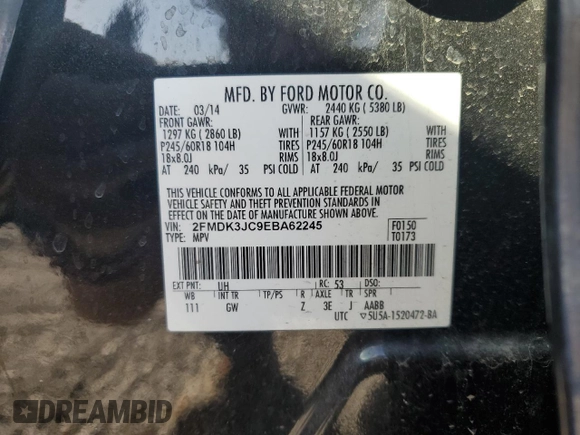 MFD. BY FORD MOTOR CO.
DATE: 03/14 GVWR: 2440 KG ( 5380 LB)
FRONT GAWR: REAR GAWR:
1297 KG ( 2860 LB) WITH 1157 KG ( 2550 LB) WITH
P245/60R18 104H TIRES P245/60R18 104H TIRES
18x8.0J RIMS 18x8.0J RIMS
AT 240 kPa/ 35 PSI COLD AT 240 kPa/ 35 PSI COLD
THIS VEHICLE CONFORMS TO ALL APPLICABLE FEDERAL MOTOR
VEHICLE SAFETY AND THEFT PREVENTION STANDARDS IN
EFFECT ON THE DATE OF MANUFACTURE SHOWN ABOVE.
VIN: 2FMDK3JC9EBA62245 F0150
TYPE: MPV T0173
EXT PNT: UH RC: 53 DSO:
WB INT TR TP/PS R AXLE TR SPR
111 GW Z 3E J AABB
UTC ▽5U5A-1520472-BA
DREAMBID